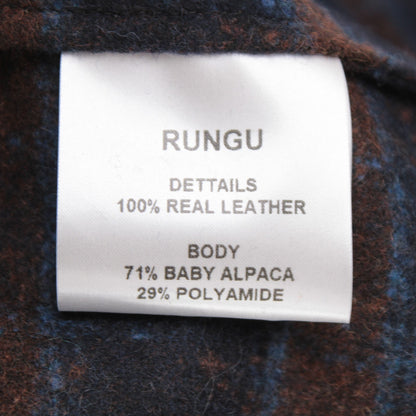 RUNGU
DETTAILS
100% REAL LEATHER
BODY
71% BABY ALPACA
29% POLYAMIDE